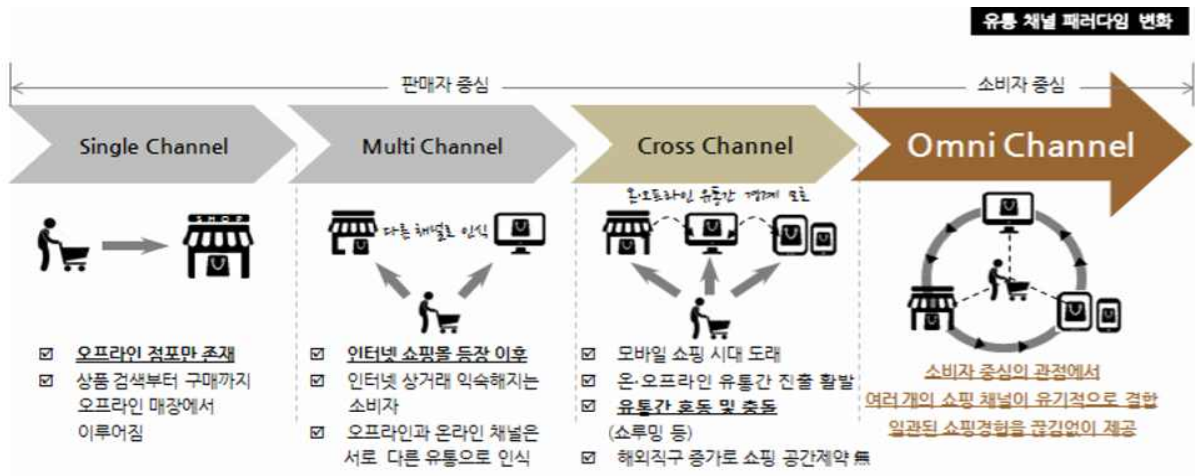 유통 채널 패러다임 변화
판매자 중심
소비자 중심
Single Channel
Multi Channel
Cross Channel
Omni Channel
온·오프라인 유통간 경계 모호
SHOP
다른 채널로 인식
☑ 오프라인 점포만 존재
☑ 상품 검색부터 구매까지
오프라인 매장에서
이루어짐
☑ 인터넷 쇼핑몰 등장 이후
☑ 인터넷 상거래 익숙해지는
소비자
☑ 오프라인과 온라인 채널은
서로 다른 유통으로 인식
☑ 모바일 쇼핑 시대 도래
☑ 온·오프라인 유통간 진출 활발
☑ 유통간 혼동 및 충돌
(쇼루밍 등)
☑ 해외직구 증가로 쇼핑 공간제약 無
소비자 중심의 관점에서
여러 개의 쇼핑 채널이 유기적으로 결합
일관된 쇼핑경험을 끊김없이 제공